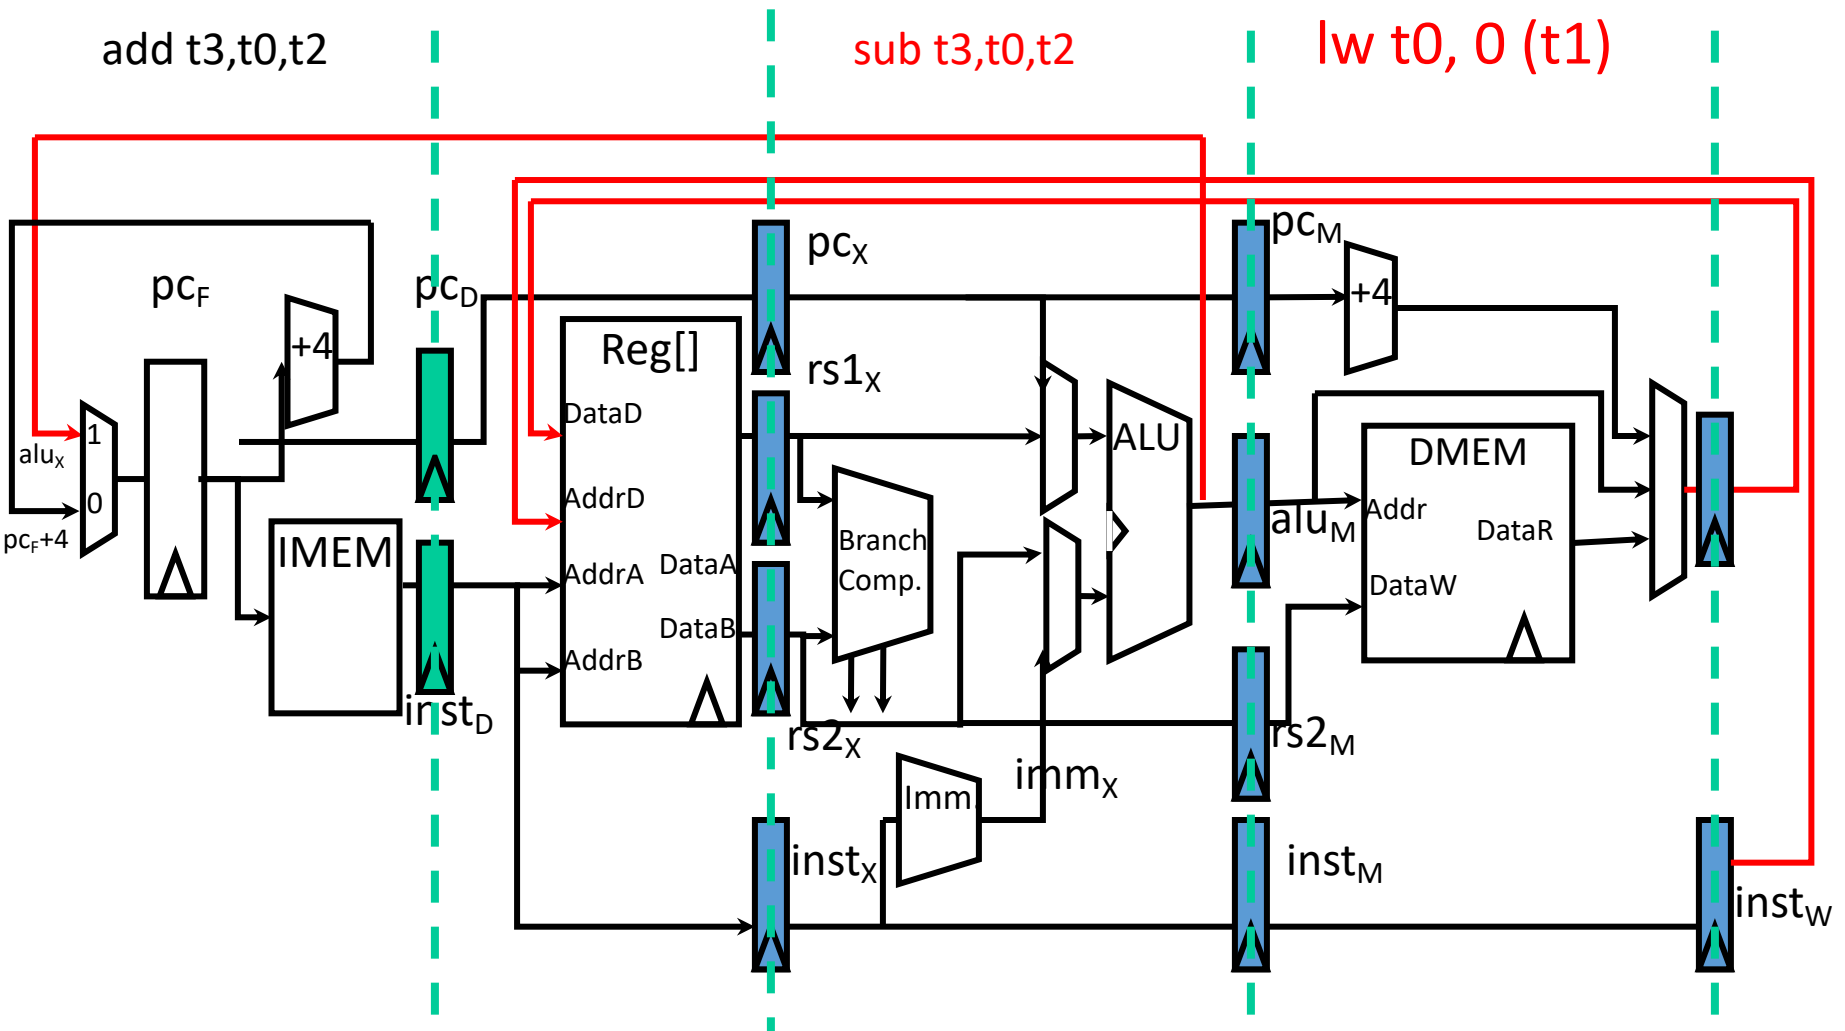 add t3,t0,t2
sub t3,t0,t2
lw t0, 0 (t1)
pcF
pcD
pcX
pcM
+4
+4
Reg[]
rs1X
DataD
ALU
DMEM
1
aluX
0
pcF+4
AddrD
aluM
Addr
DataR
IMEM
Branch
Comp.
AddrA
DataA
DataW
DataB
AddrB
instD
rs2X
rs2M
immX
Imm.
instX
instM
instW